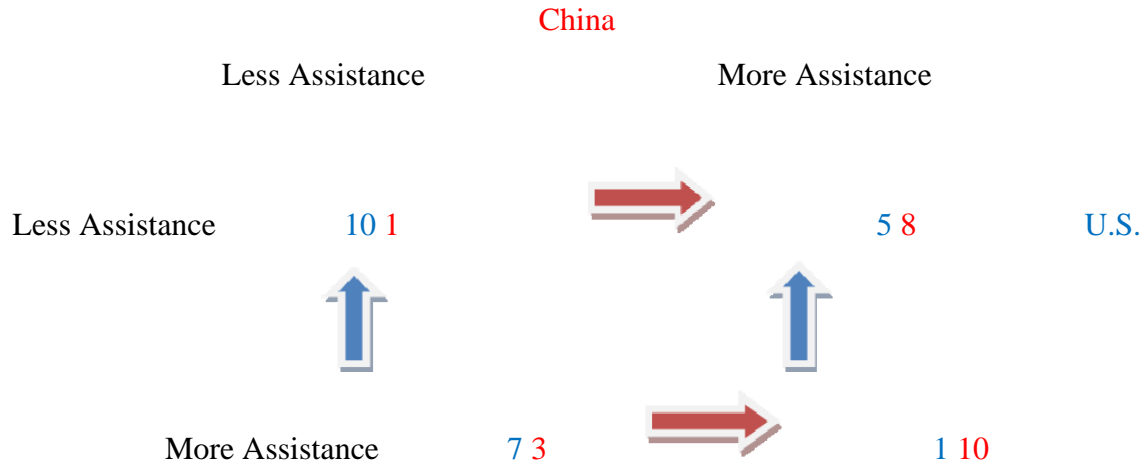 China
Less Assistance More Assistance
Less Assistance 10 1 5 8 U.S.
More Assistance 7 3 1 10